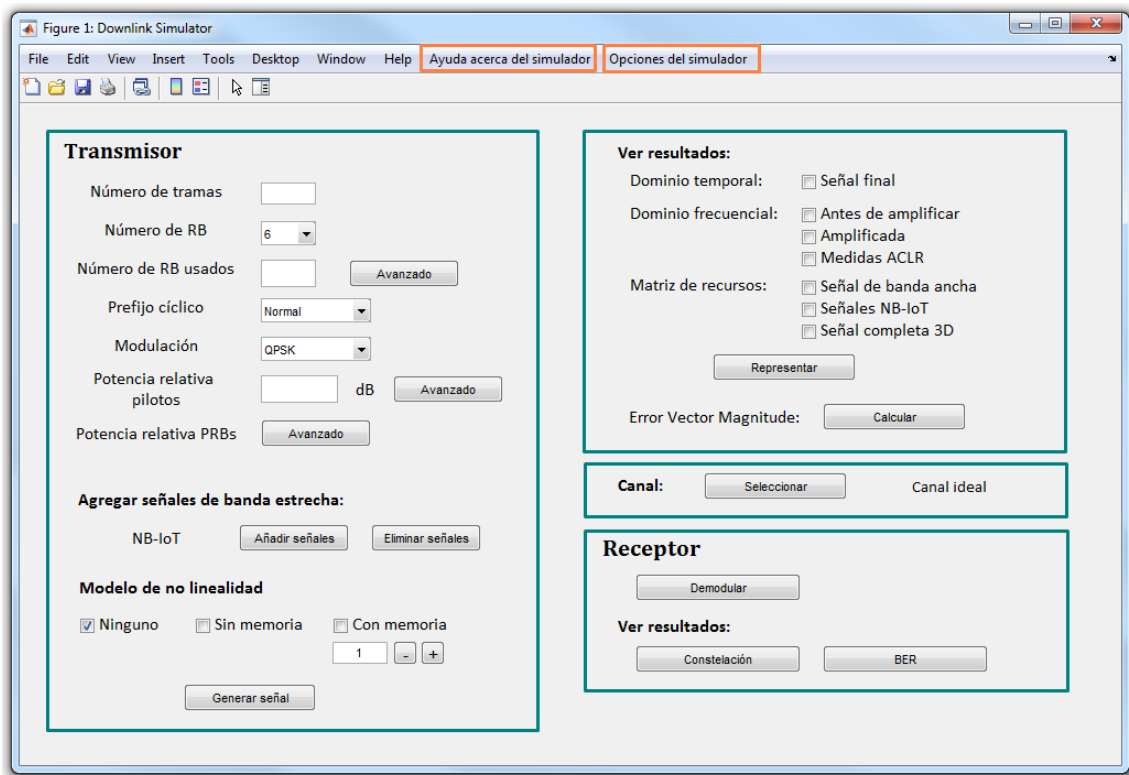 Figure 1: Downlink Simulator
File Edit View Insert Tools Desktop Window Help Ayuda acerca del simulador Opciones del simulador
Transmisor
Número de tramas
Número de RB 6
Número de RB usados Avanzado
Prefijo cíclico Normal
Modulación QPSK
Potencia relativa
pilotos dB Avanzado
Potencia relativa PRBs Avanzado
Agregar señales de banda estrecha:
NB-IoT Añadir señales Eliminar señales
Modelo de no linealidad
Ninguno Sin memoria Con memoria
1 - +
Generar señal
Ver resultados:
Dominio temporal: Señal final
Dominio frecuencial: Antes de amplificar
Amplificada
Medidas ACLR
Matriz de recursos: Señal de banda ancha
Señales NB-IoT
Señal completa 3D
Representar
Error Vector Magnitude: Calcular
Canal: Seleccionar Canal ideal
Receptor
Demodular
Ver resultados:
Constelación BER